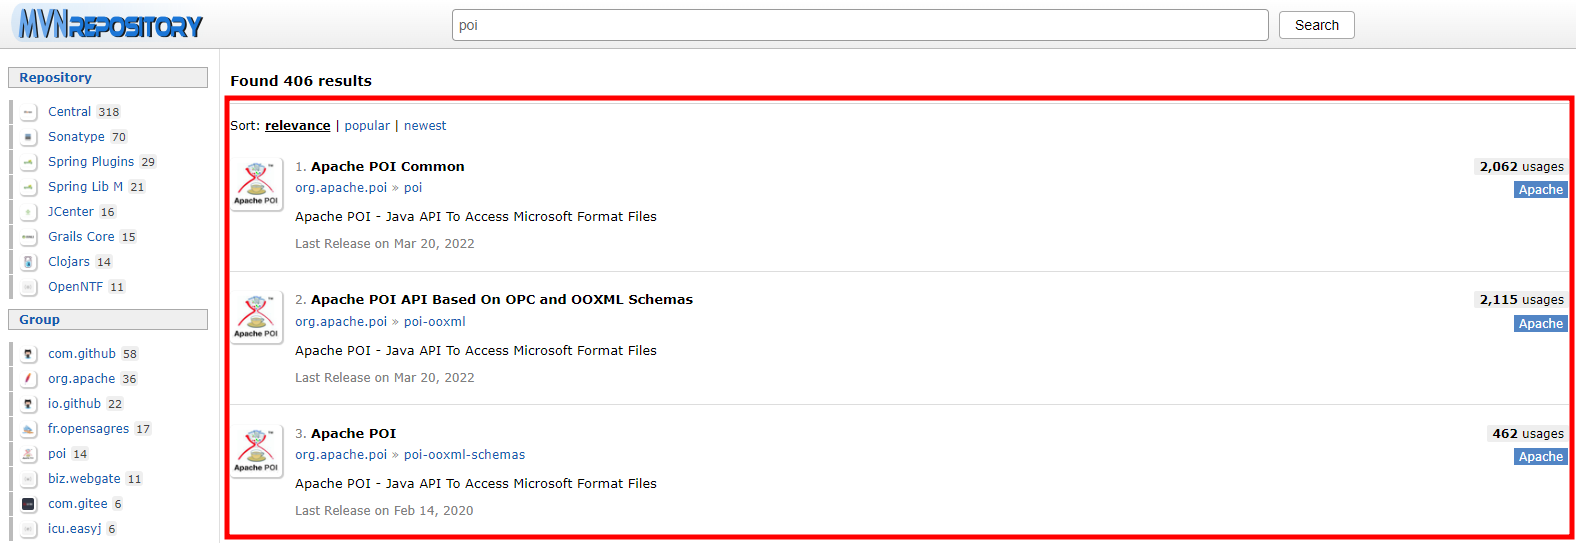 MVNREPOSITORY
poi
Search
Repository
Central 318
Sonatype 70
Spring Plugins 29
Spring Lib M 21
JCenter 16
Grails Core 15
Clojars 14
OpenNTF 11
Group
com.github 58
org.apache 36
io.github 22
fr.opensagres 17
poi 14
biz.webgate 11
com.gitee 6
icu.easyj 6
Found 406 results
Sort: relevance | popular | newest
Apache POI
1. Apache POI Common
2,062 usages
org.apache.poi » poi
Apache
Apache POI - Java API To Access Microsoft Format Files
Last Release on Mar 20, 2022
Apache POI
2. Apache POI API Based On OPC and OOXML Schemas
2,115 usages
org.apache.poi » poi-ooxml
Apache
Apache POI - Java API To Access Microsoft Format Files
Last Release on Mar 20, 2022
Apache POI
3. Apache POI
462 usages
org.apache.poi » poi-ooxml-schemas
Apache
Apache POI - Java API To Access Microsoft Format Files
Last Release on Feb 14, 2020